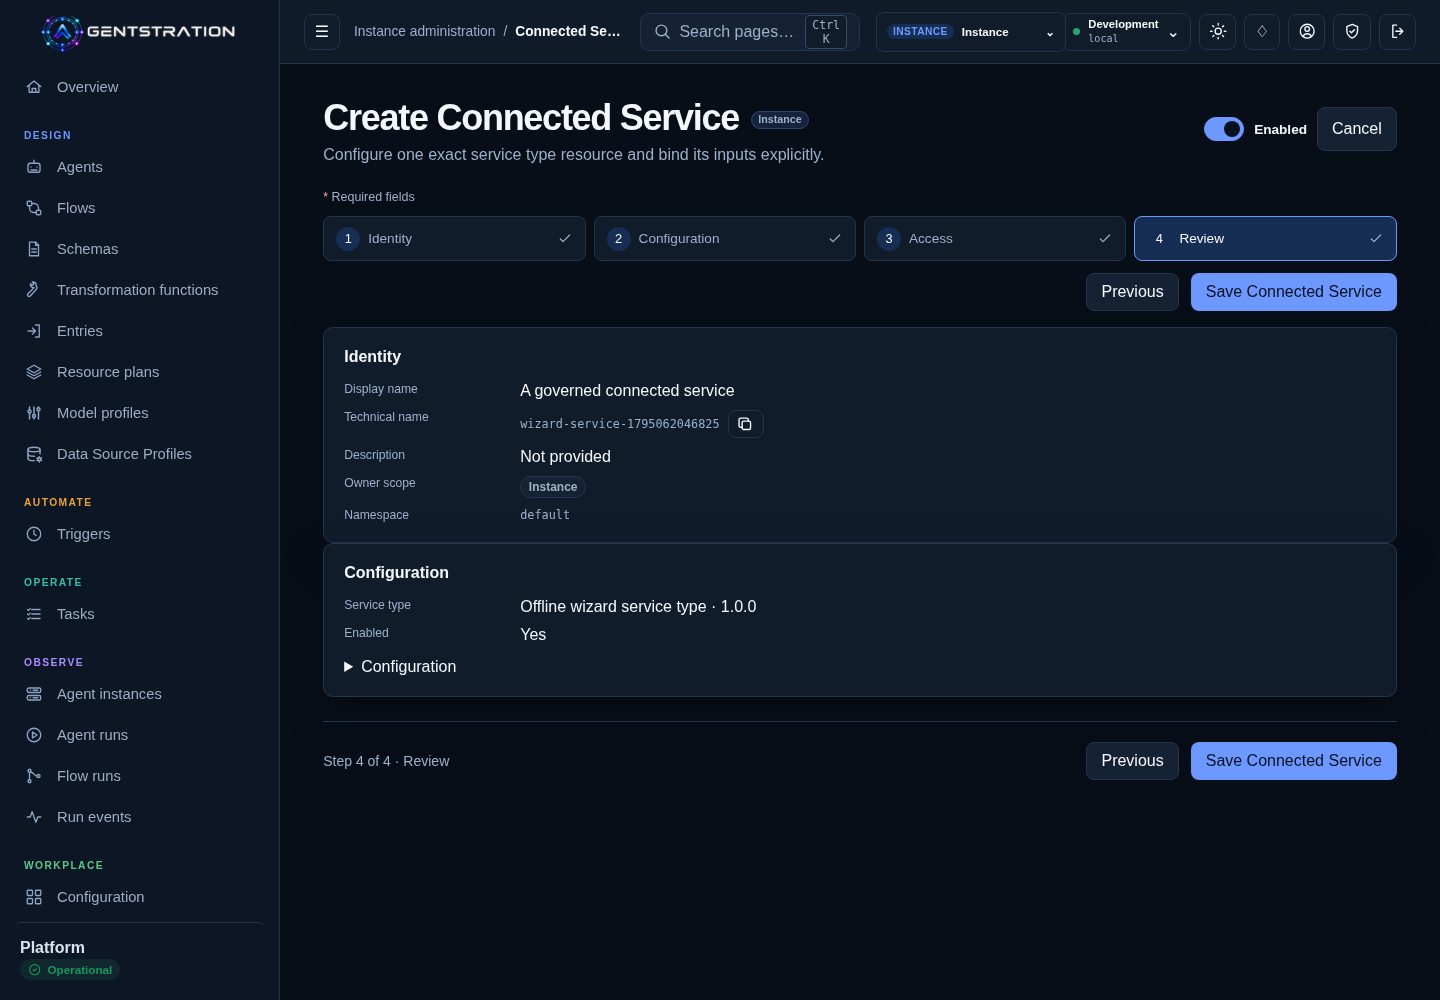 GENTSTRATION
Overview
DESIGN
Agents
Flows
Schemas
Transformation functions
Entries
Resource plans
Model profiles
Data Source Profiles
AUTOMATE
Triggers
OPERATE
Tasks
OBSERVE
Agent instances
Agent runs
Flow runs
Run events
WORKPLACE
Configuration
Platform
Operational
☰ Instance administration / Connected Se… Search pages… Ctrl K INSTANCE Instance
Development
local
Create Connected Service Instance
Configure one exact service type resource and bind its inputs explicitly.
Enabled Cancel
* Required fields
1 Identity 2 Configuration 3 Access 4 Review
Previous Save Connected Service
Identity
Display name A governed connected service
Technical name wizard-service-1795062046825
Description Not provided
Owner scope Instance
Namespace default
Configuration
Service type Offline wizard service type · 1.0.0
Enabled Yes
Configuration
Step 4 of 4 · Review Previous Save Connected Service